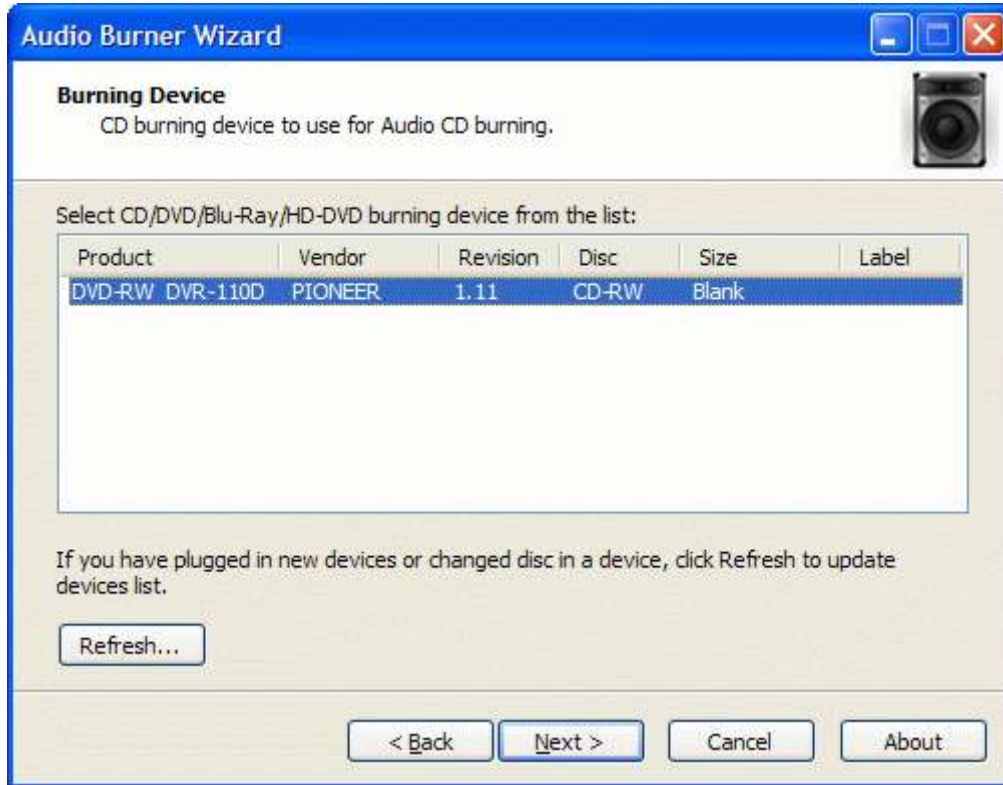 Audio Burner Wizard
Burning Device
CD burning device to use for Audio CD burning.
Select CD/DVD/Blu-Ray/HD-DVD burning device from the list:
Product Vendor Revision Disc Size Label
DVD-RW DVR-110D PIONEER 1.11 CD-RW Blank
If you have plugged in new devices or changed disc in a device, click Refresh to update
devices list.
Refresh...
< Back Next > Cancel About